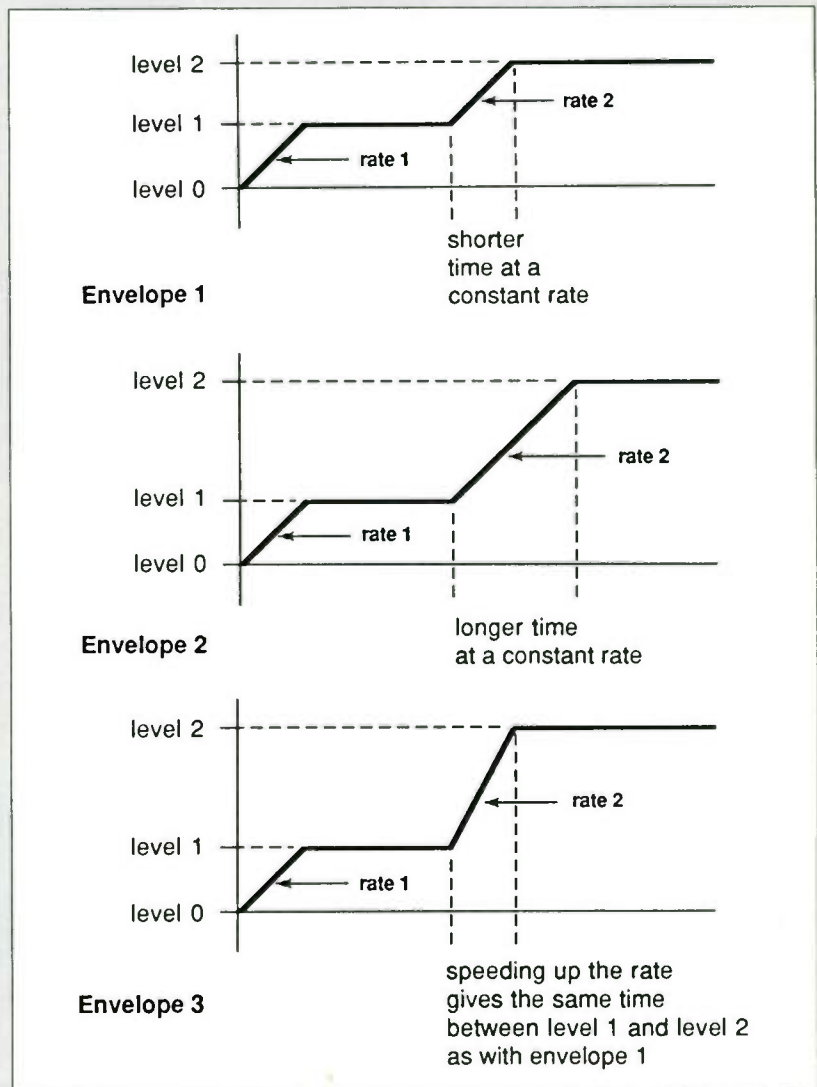 level 2
rate 2
level 1
rate 1
level 0
shorter
time at a
constant rate
Envelope 1
level 2
rate 2
level 1
rate 1
level 0
longer time
at a constant rate
Envelope 2
level 2
rate 2
level 1
rate 1
level 0
speeding up the rate
gives the same time
between level 1 and level 2
as with envelope 1
Envelope 3